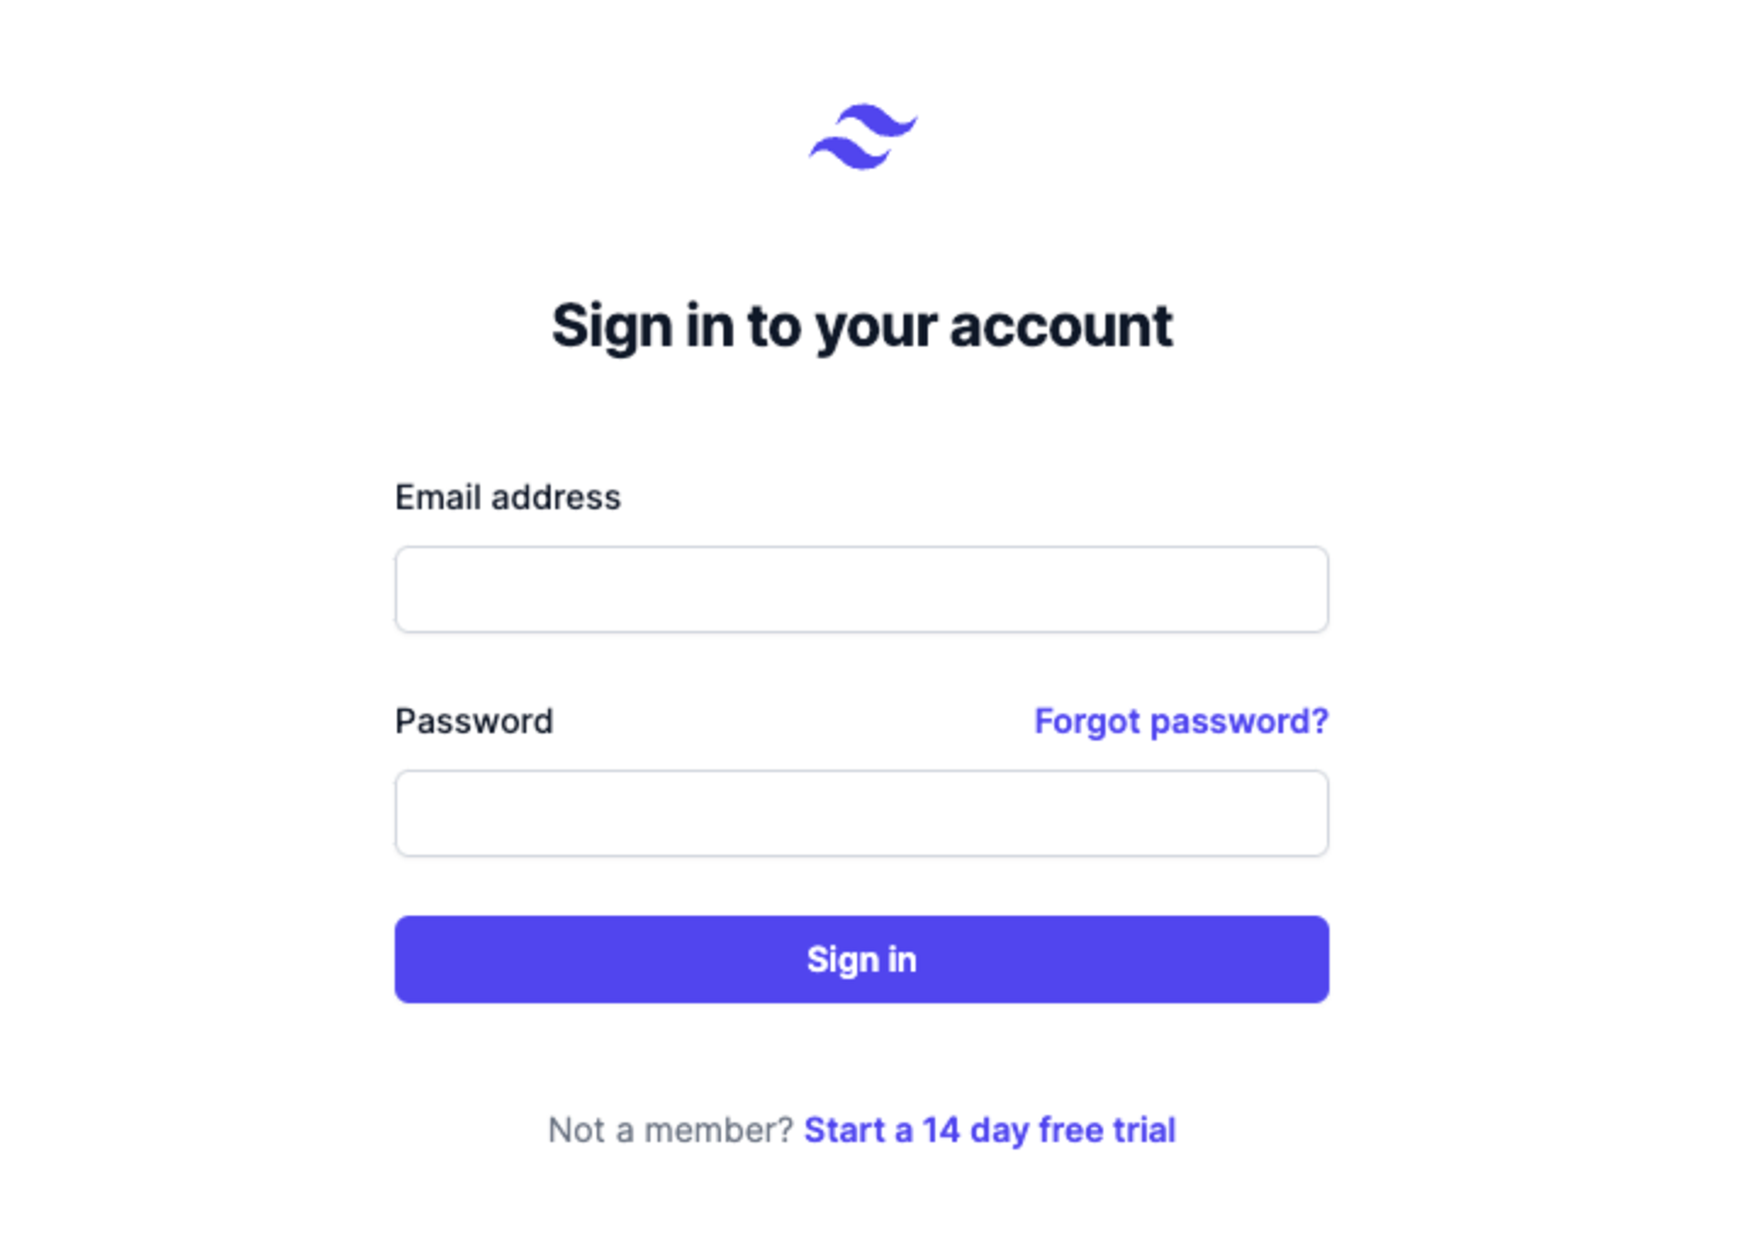 Sign in to your account
Email address
Password
Forgot password?
Sign in
Not a member? Start a 14 day free trial